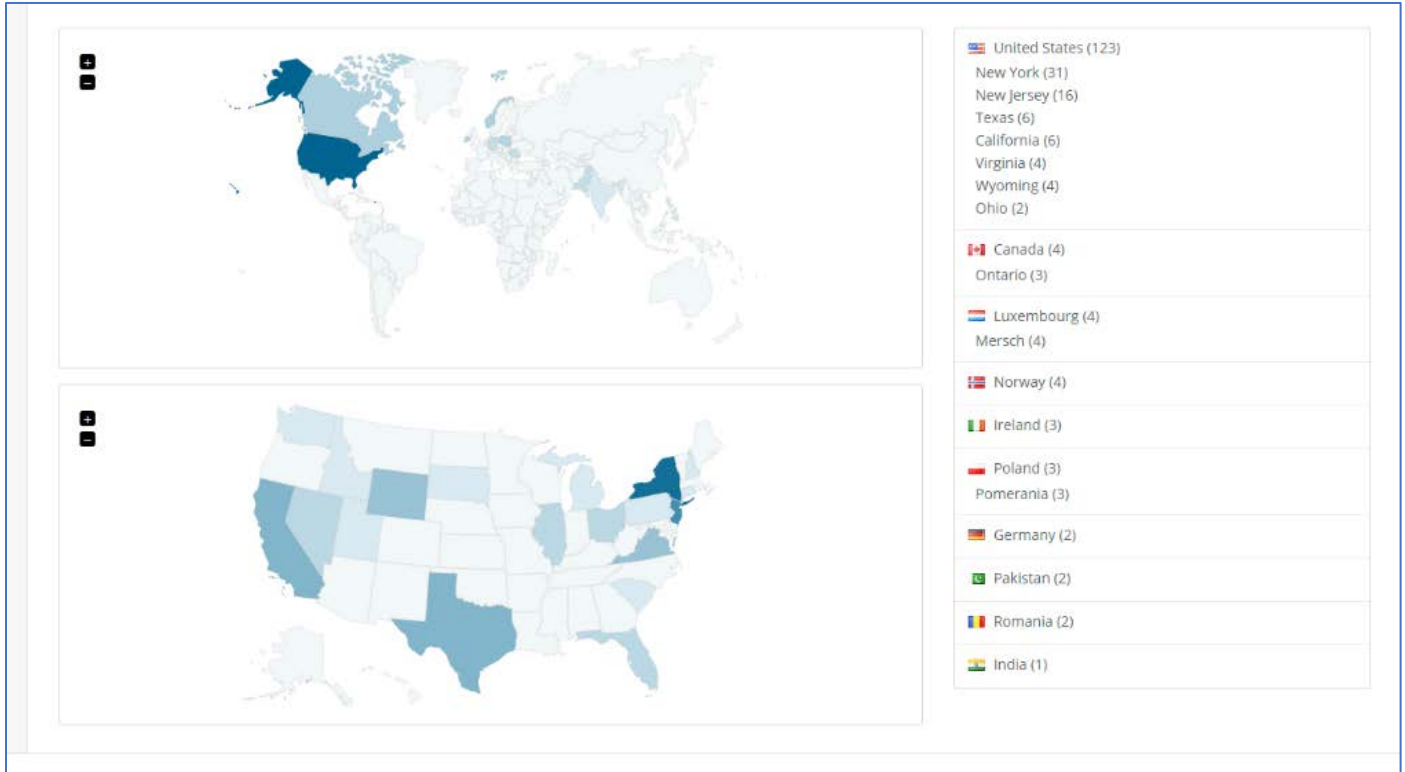 +
−
+
−
United States (123)
New York (31)
New Jersey (16)
Texas (6)
California (6)
Virginia (4)
Wyoming (4)
Ohio (2)
Canada (4)
Ontario (3)
Luxembourg (4)
Mersch (4)
Norway (4)
Ireland (3)
Poland (3)
Pomerania (3)
Germany (2)
Pakistan (2)
Romania (2)
India (1)